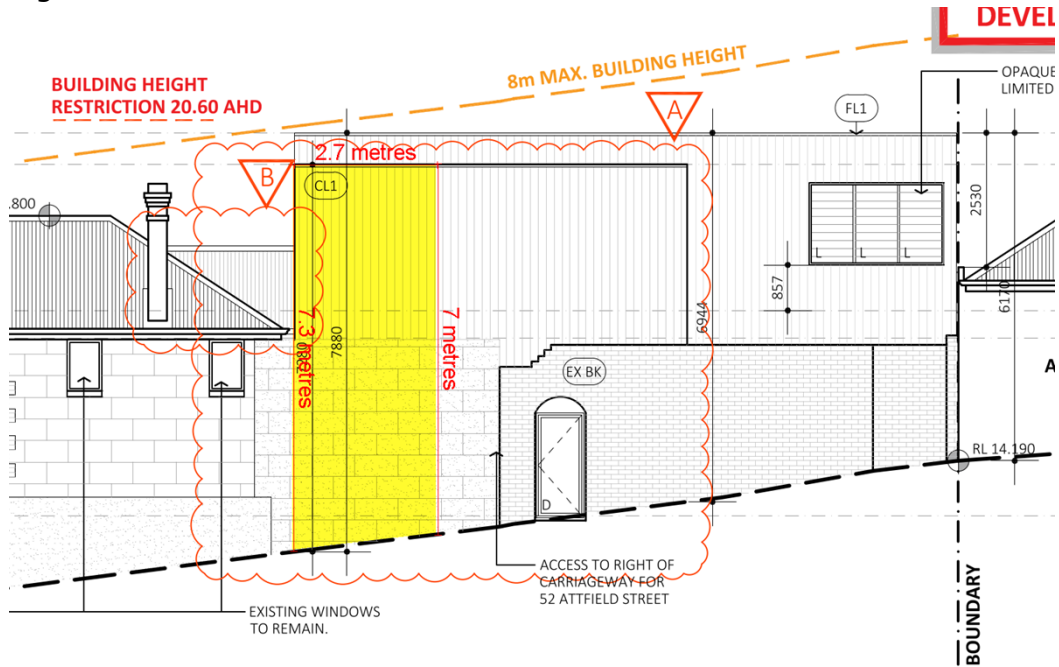 DEVEL
BUILDING HEIGHT
RESTRICTION 20.60 AHD
8m MAX. BUILDING HEIGHT
OPAQUE
LIMITED
A
FL1
2.7 metres
B
CL1
.800
2530
L L L
857
6170
6944
7.3 metres
7880
7 metres
EX BK
A
RL 14.190
D
ACCESS TO RIGHT OF
CARRIAGEWAY FOR
52 ATTFIELD STREET
EXISTING WINDOWS
TO REMAIN.
BOUNDARY